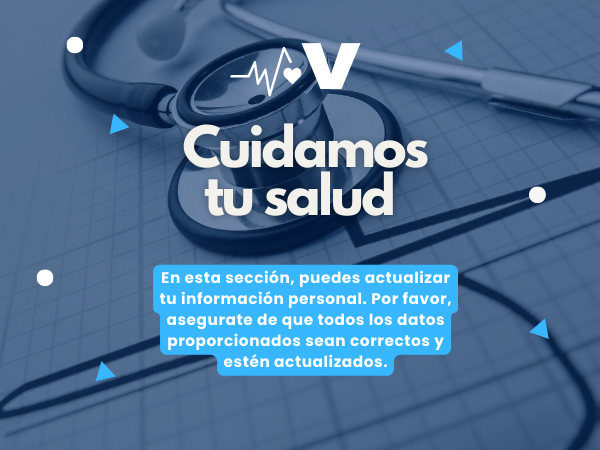 V
Cuidamos
tu salud
En esta sección, puedes actualizar
tu información personal. Por favor,
asegurate de que todos los datos
proporcionados sean correctos y
estén actualizados.